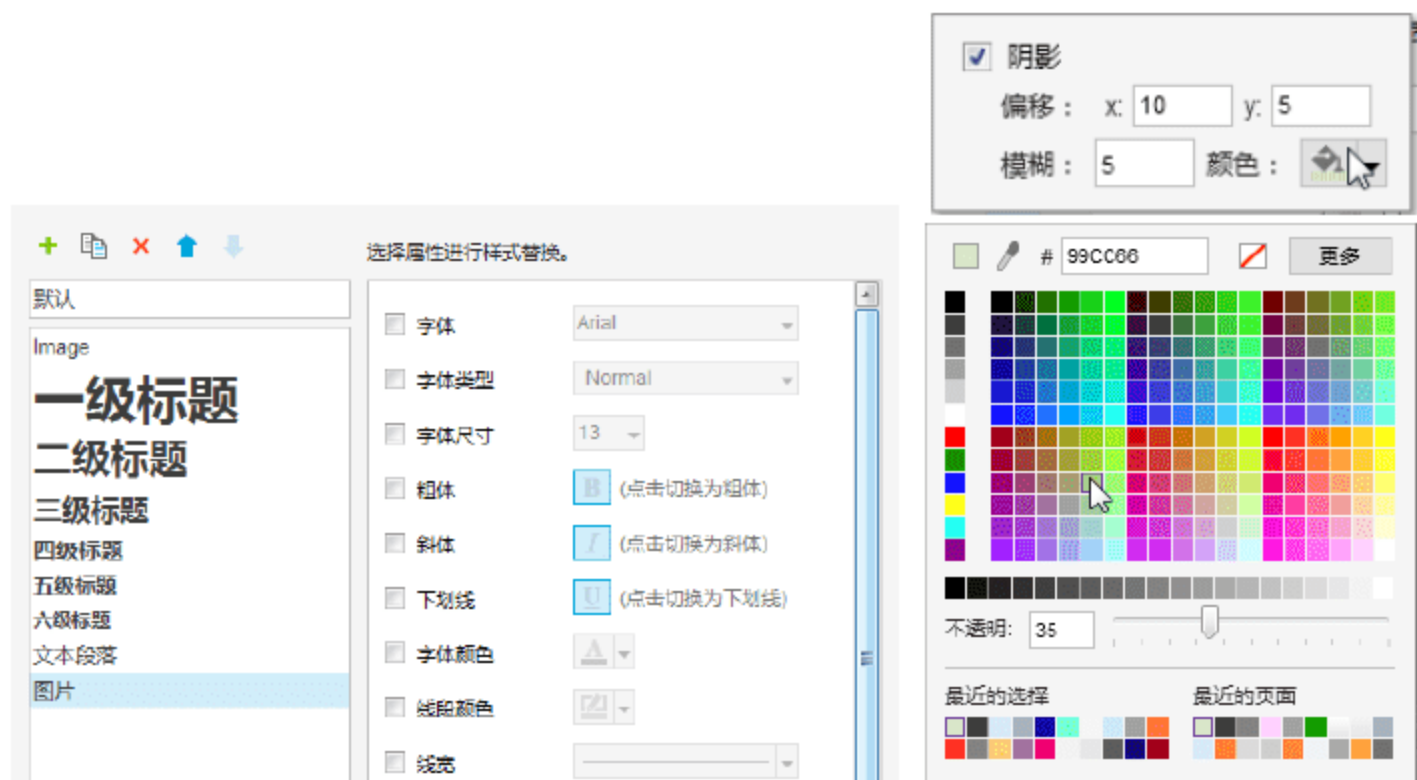 阴影
偏移： x: 10 y: 5
模糊： 5 颜色：
选择属性进行样式替换。
默认
Image
一级标题
二级标题
三级标题
四级标题
五级标题
六级标题
文本段落
图片
字体 Arial
字体类型 Normal
字体尺寸 13
粗体 B (点击切换为粗体)
斜体 I (点击切换为斜体)
下划线 U (点击切换为下划线)
字体颜色 A
线段颜色
线宽
# 99CC66 更多
不透明: 35
最近的选择 最近的页面